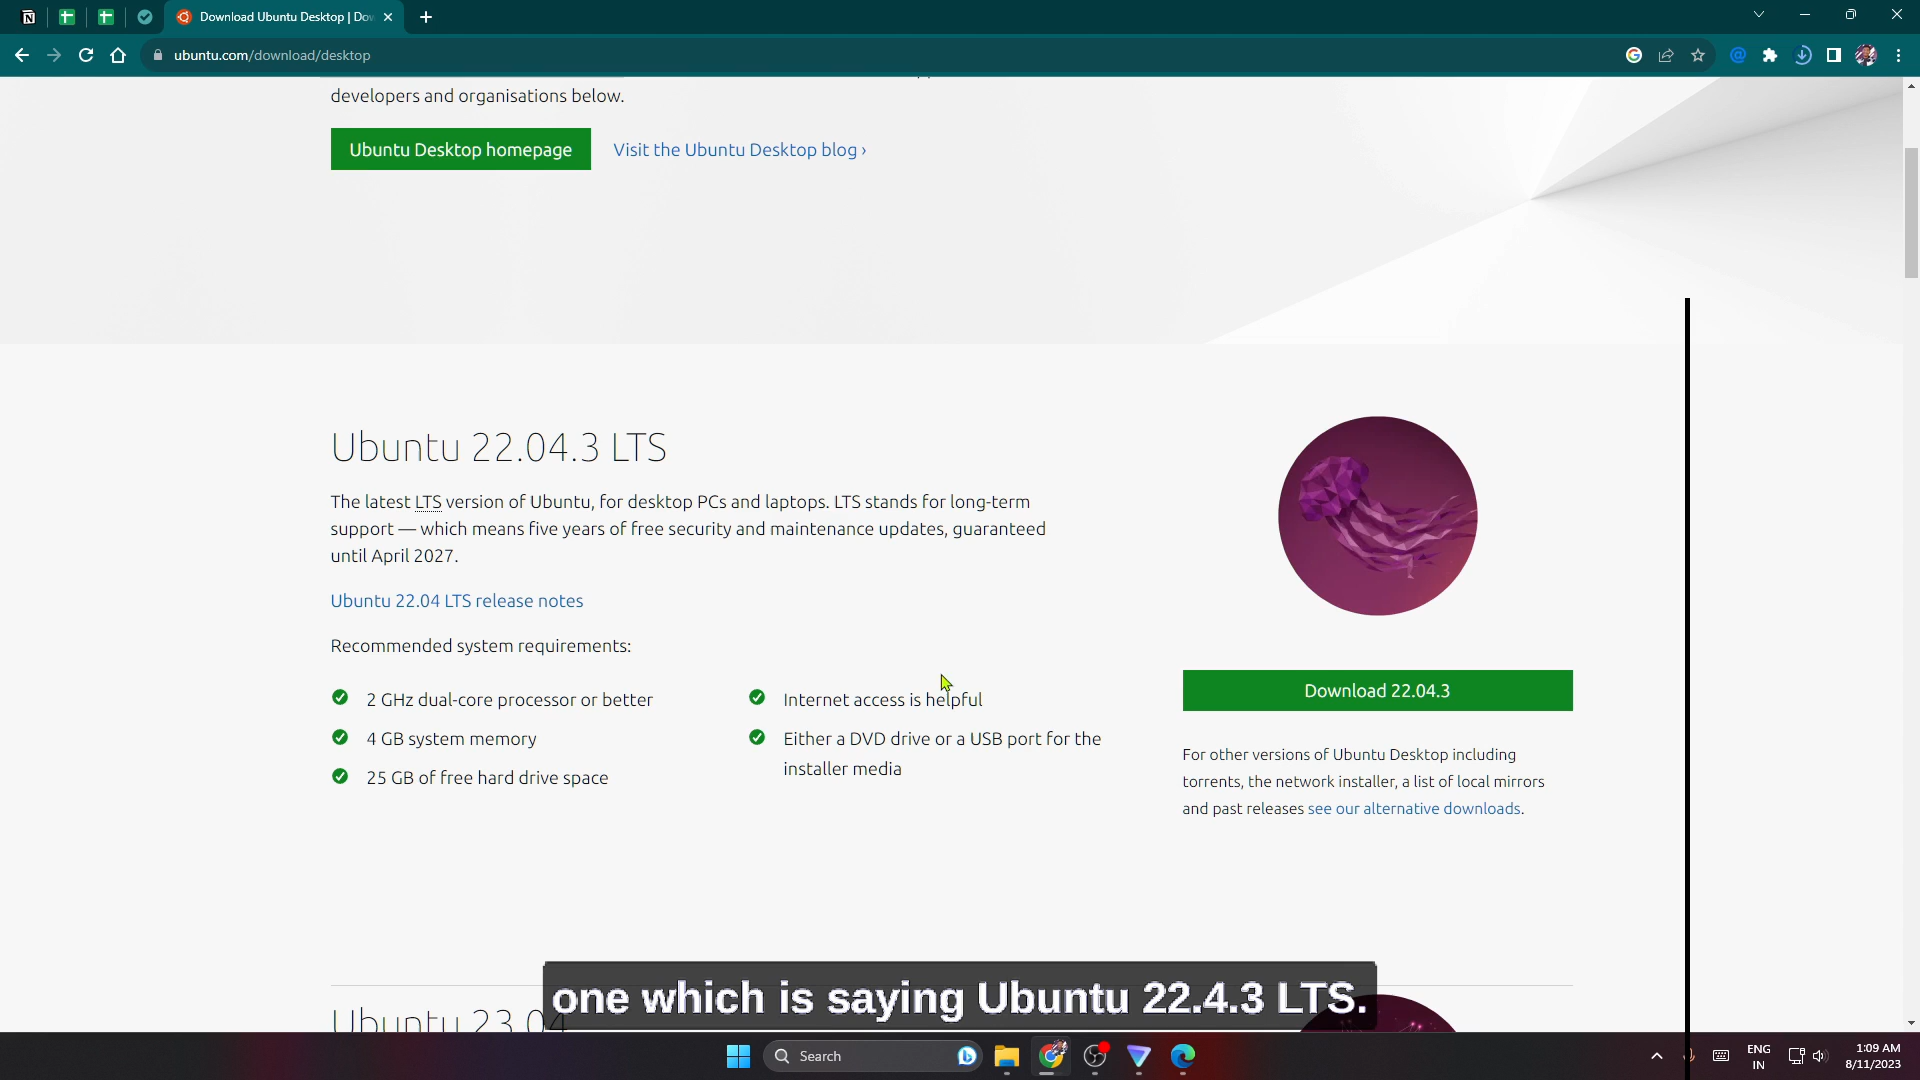 Download Ubuntu Desktop | Dow
ubuntu.com/download/desktop
developers and organisations below.
Ubuntu Desktop homepage
Visit the Ubuntu Desktop blog ›
Ubuntu 22.04.3 LTS
The latest LTS version of Ubuntu, for desktop PCs and laptops. LTS stands for long-term
support — which means five years of free security and maintenance updates, guaranteed
until April 2027.
Ubuntu 22.04 LTS release notes
Recommended system requirements:
2 GHz dual-core processor or better
4 GB system memory
25 GB of free hard drive space
Internet access is helpful
Either a DVD drive or a USB port for the
installer media
Download 22.04.3
For other versions of Ubuntu Desktop including
torrents, the network installer, a list of local mirrors
and past releases see our alternative downloads.
Ubuntu 23.04
one which is saying Ubuntu 22.4.3 LTS.
Search
ENG
IN
1:09 AM
8/11/2023